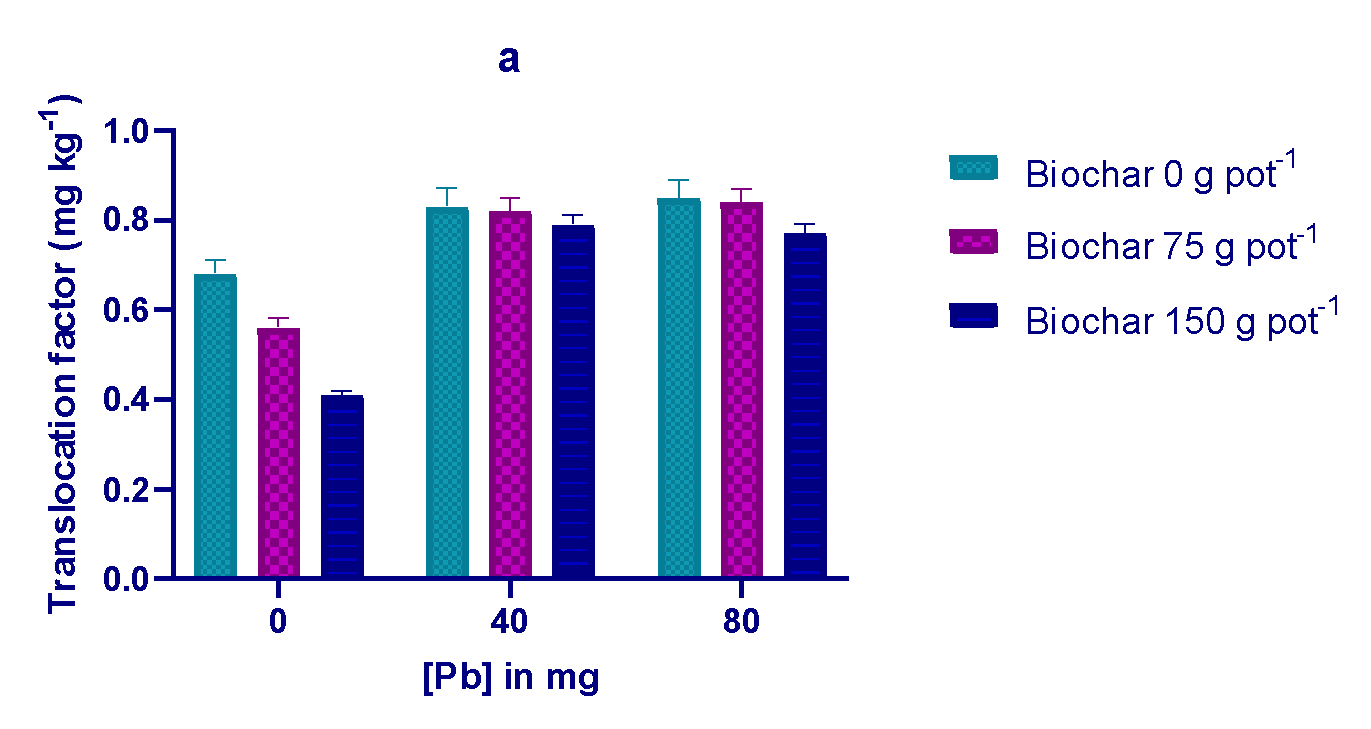 a
Translocation factor (mg kg⁻¹)
1.0
0.8
0.6
0.4
0.2
0.0
0
40
80
[Pb] in mg
Biochar 0 g pot⁻¹
Biochar 75 g pot⁻¹
Biochar 150 g pot⁻¹